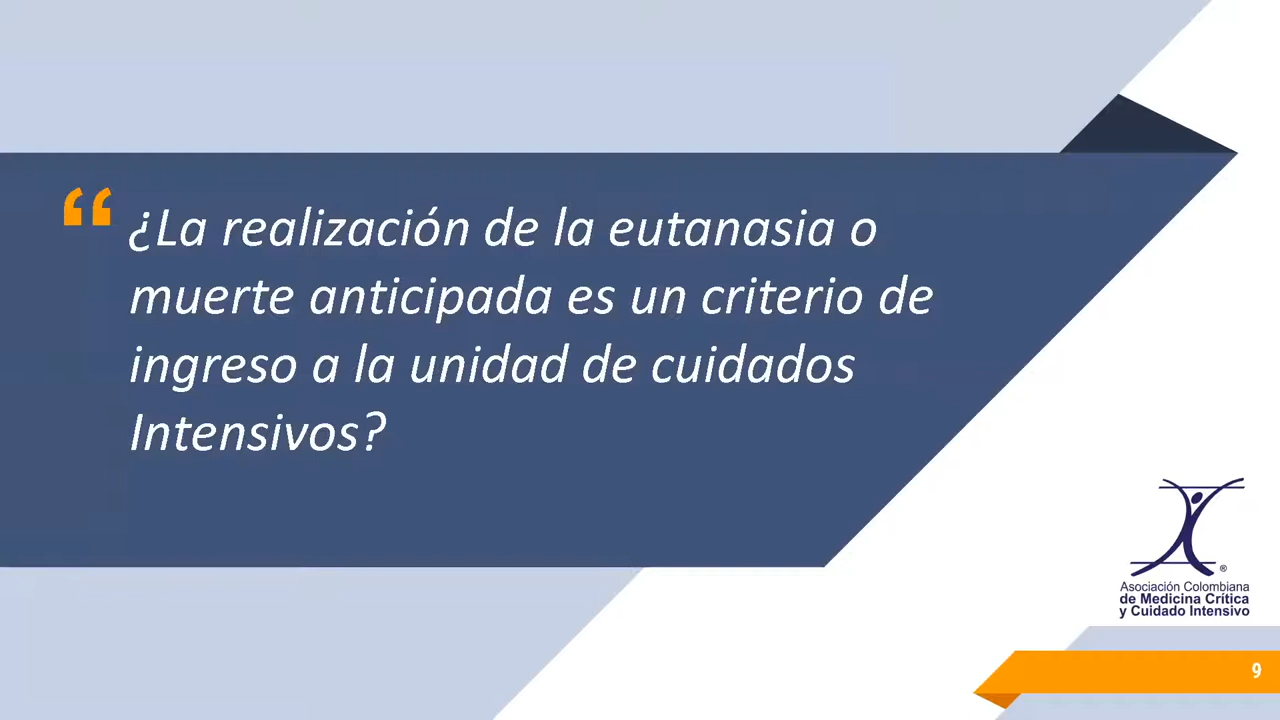 “ ¿La realización de la eutanasia o
muerte anticipada es un criterio de
ingreso a la unidad de cuidados
Intensivos?
®
Asociación Colombiana
de Medicina Crítica
y Cuidado Intensivo
9